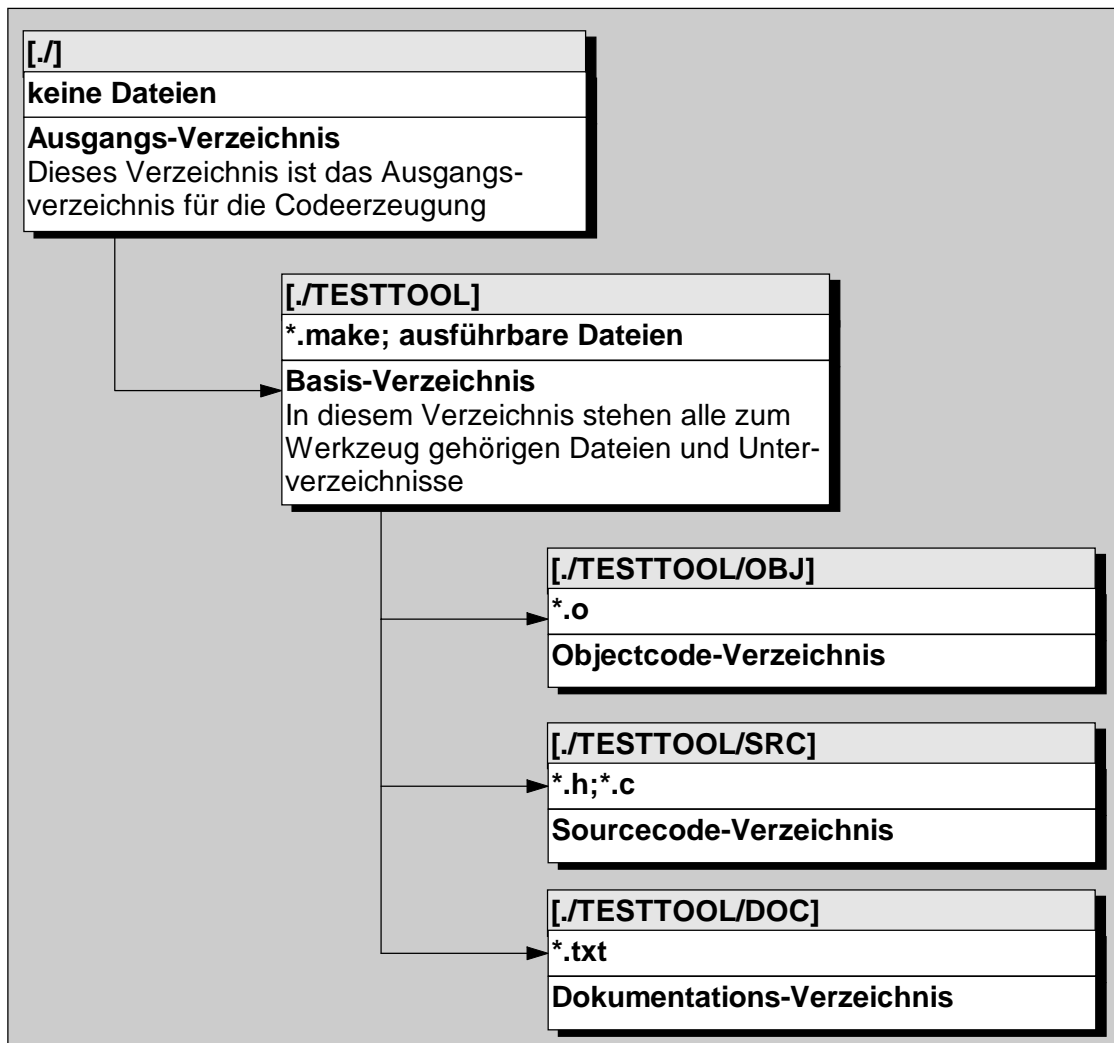 [./]
keine Dateien
Ausgangs-Verzeichnis
Dieses Verzeichnis ist das Ausgangs-
verzeichnis für die Codeerzeugung
[./TESTTOOL]
*.make; ausführbare Dateien
Basis-Verzeichnis
In diesem Verzeichnis stehen alle zum
Werkzeug gehörigen Dateien und Unter-
verzeichnisse
[./TESTTOOL/OBJ]
*.o
Objectcode-Verzeichnis
[./TESTTOOL/SRC]
*.h;*.c
Sourcecode-Verzeichnis
[./TESTTOOL/DOC]
*.txt
Dokumentations-Verzeichnis